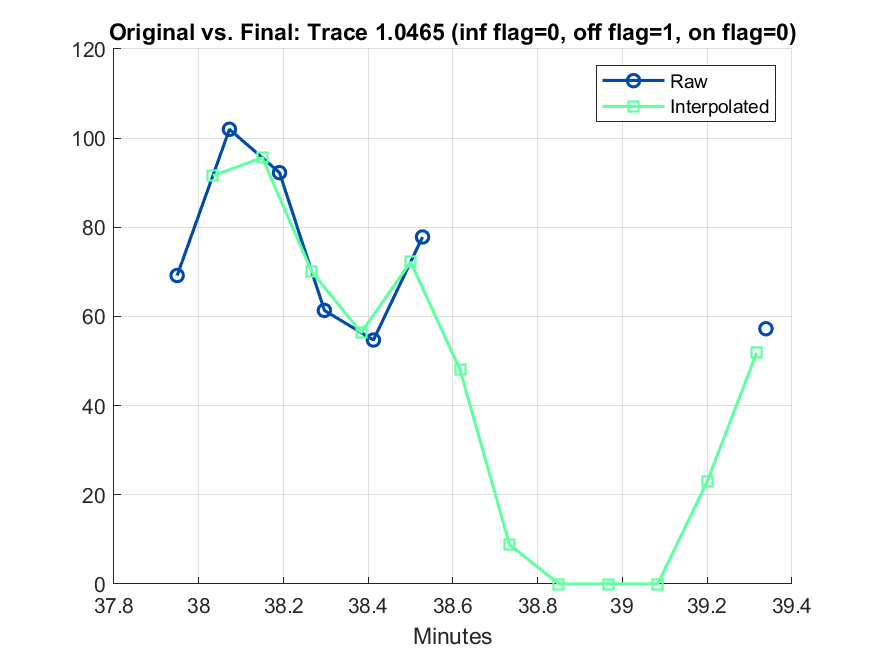 Original vs. Final: Trace 1.0465 (inf flag=0, off flag=1, on flag=0)
120
100
80
60
40
20
0
Raw
Interpolated
37.8 38 38.2 38.4 38.6 38.8 39 39.2 39.4
Minutes